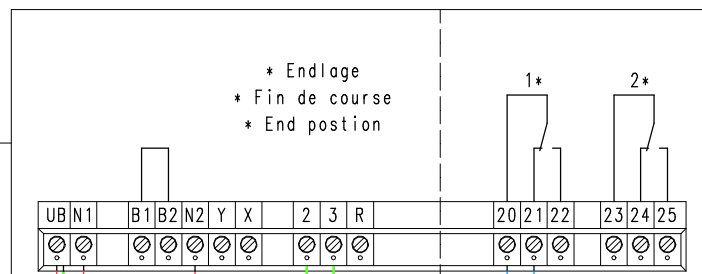 * Endlage
* Fin de course
* End postion
1*
2*
UB N1 B1 B2 N2 Y X 2 3 R 20 21 22 23 24 25